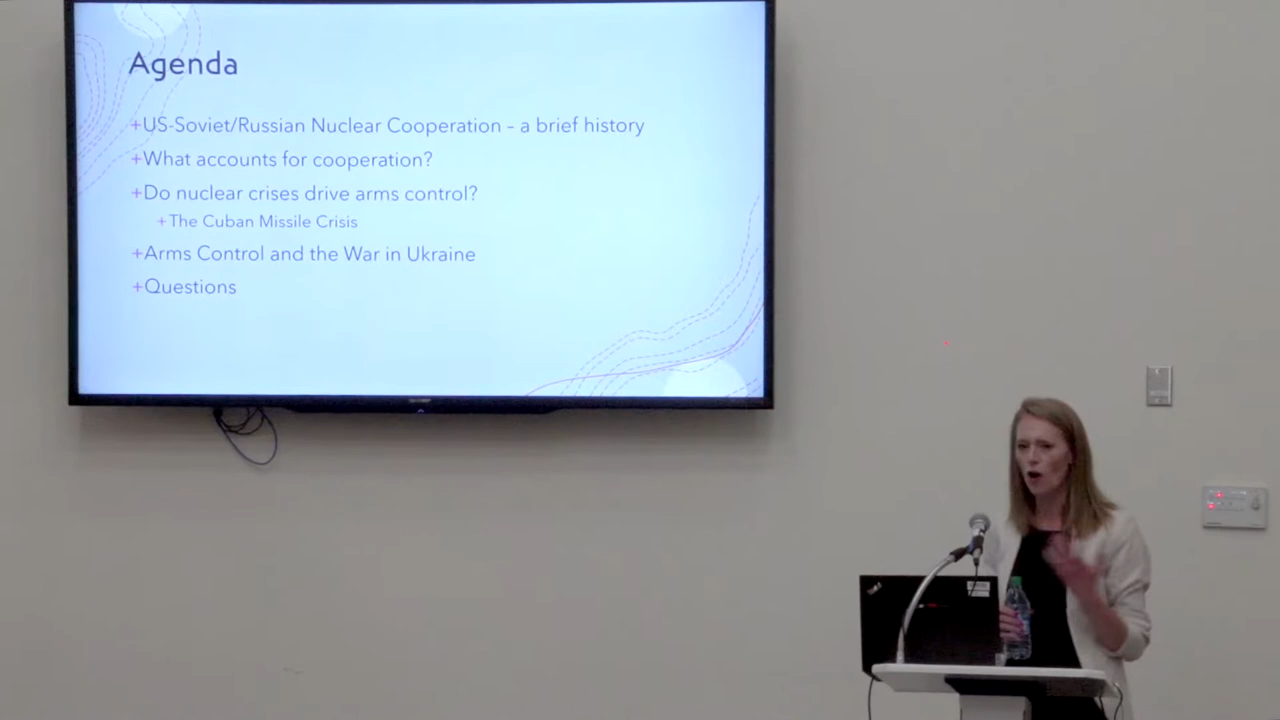 Agenda
+US-Soviet/Russian Nuclear Cooperation – a brief history
+What accounts for cooperation?
+Do nuclear crises drive arms control?
+The Cuban Missile Crisis
+Arms Control and the War in Ukraine
+Questions